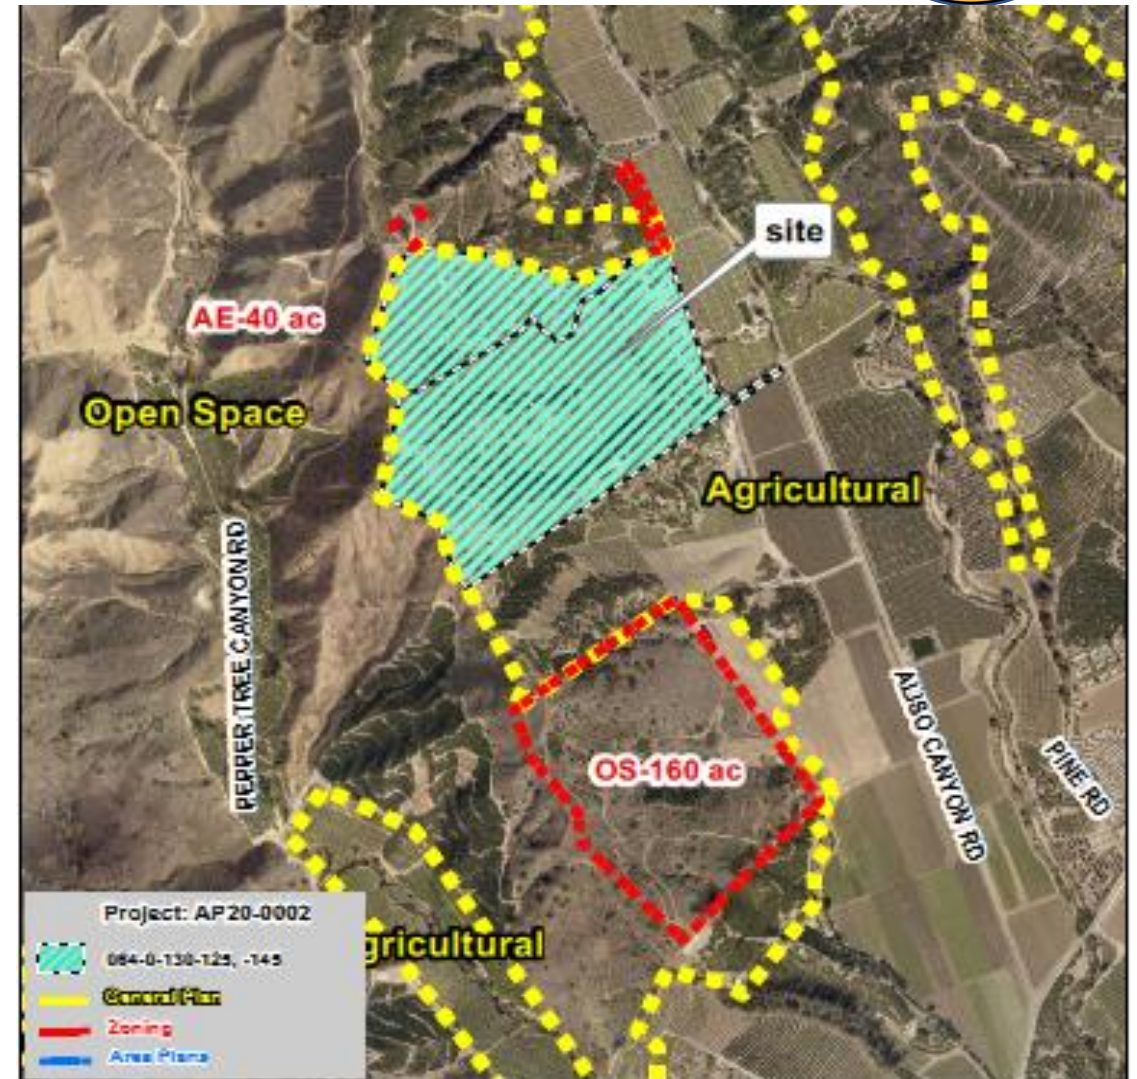 site
AE-40 ac
Open Space
Agricultural
PEPPER TREE CANYON RD
ALISO CANYON RD
PINE RD
OS-160 ac
gricultural
Project: AP20-0002
064-0-130-125, -145
General Plan
Zoning
Area Plans